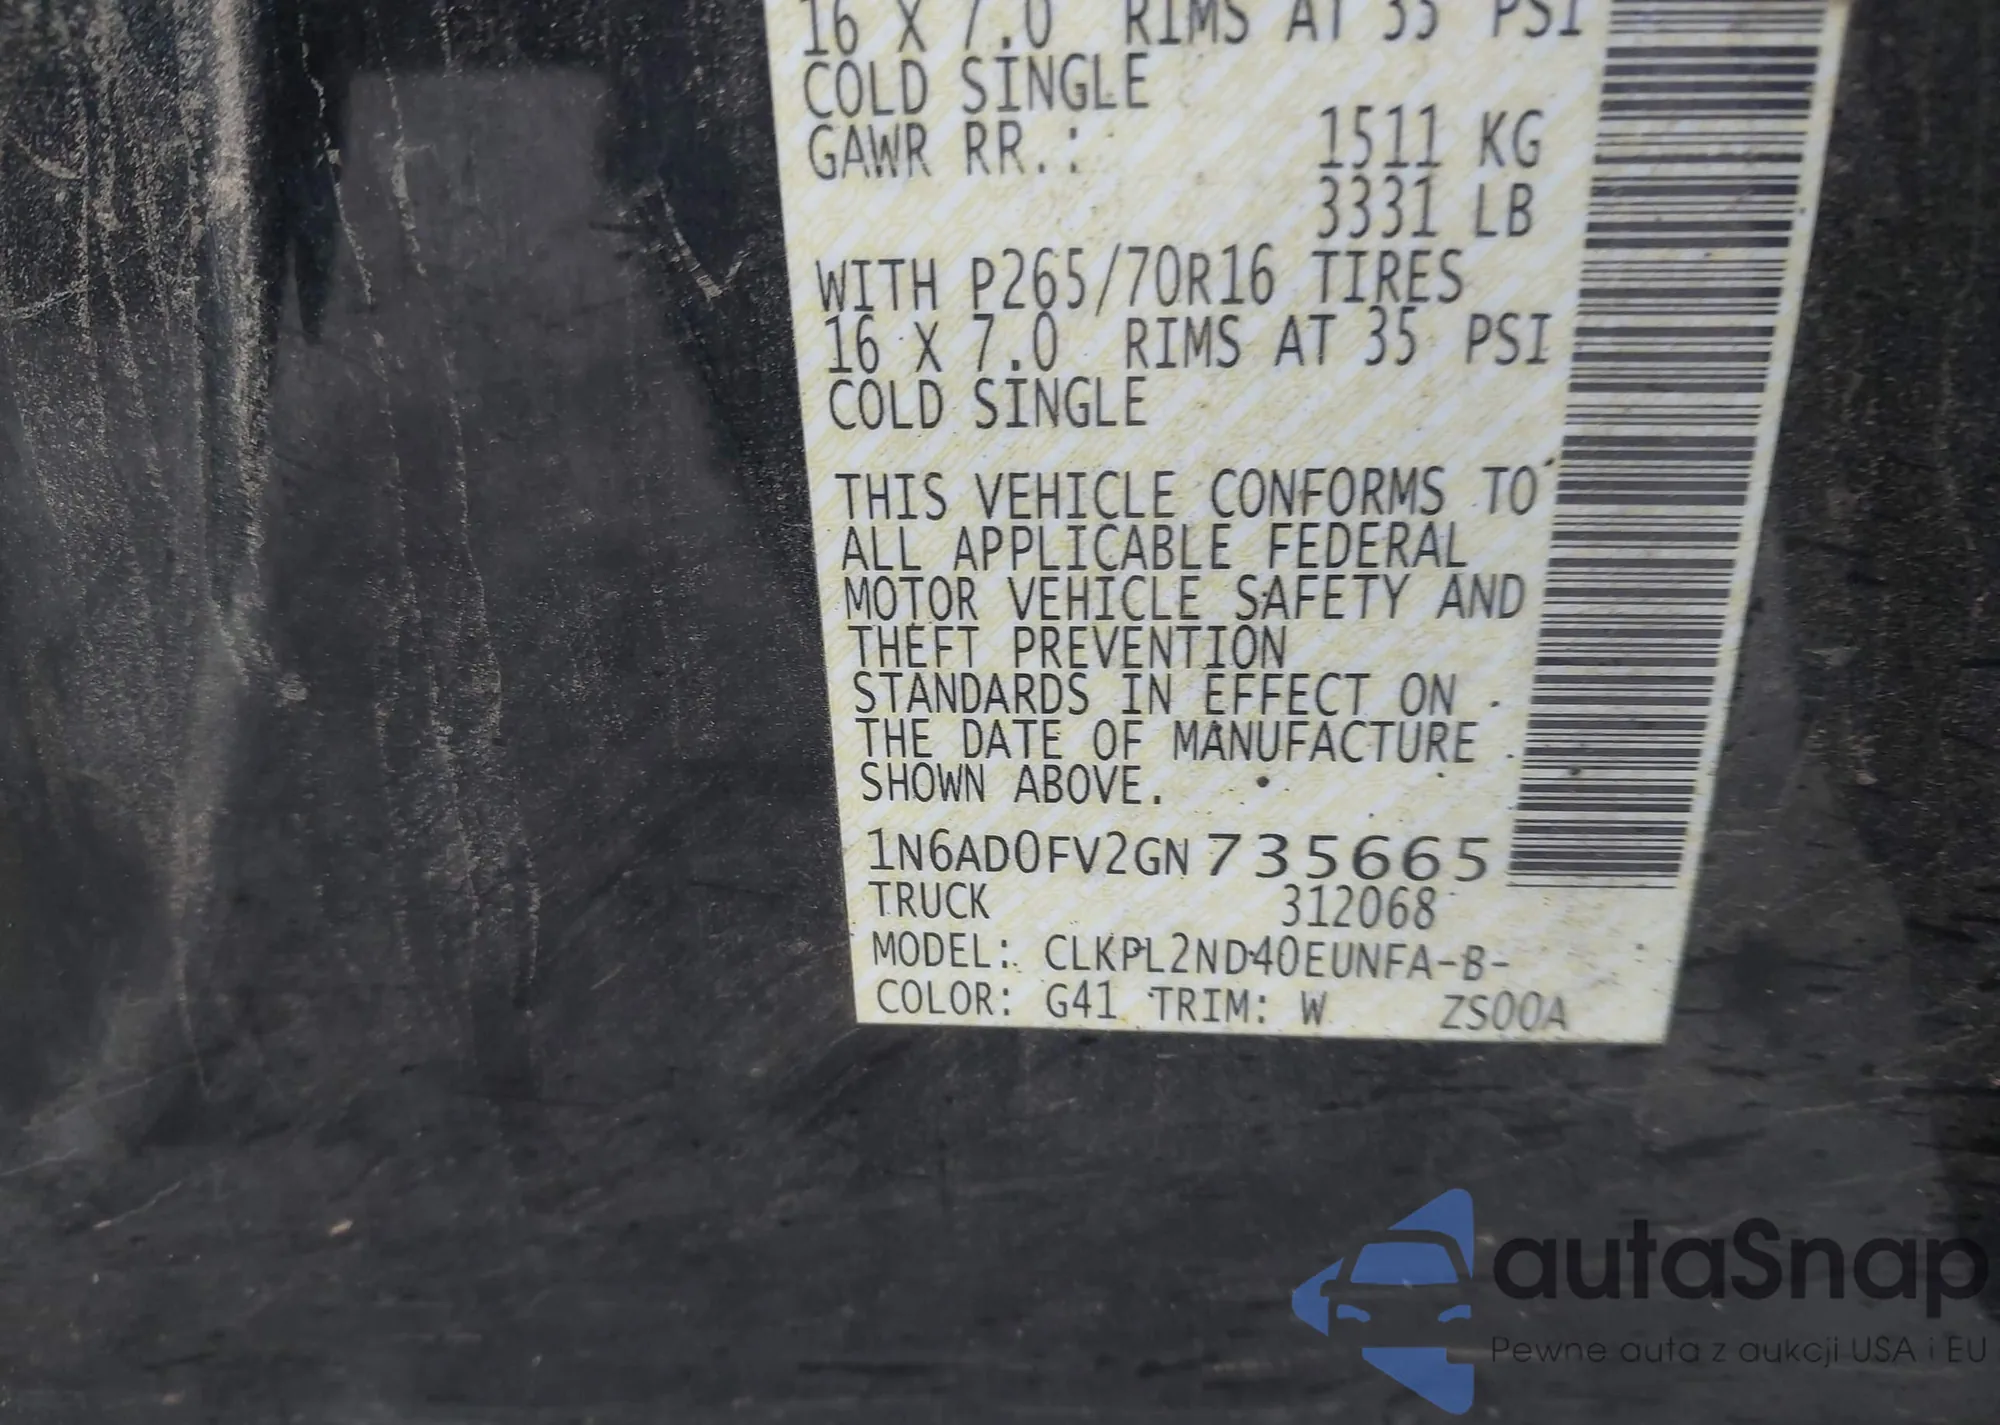 16 X 7.0 RIMS AT 35 PSI
COLD SINGLE
GAWR RR.: 1511 KG
3331 LB
WITH P265/70R16 TIRES
16 X 7.0 RIMS AT 35 PSI
COLD SINGLE
THIS VEHICLE CONFORMS TO
ALL APPLICABLE FEDERAL
MOTOR VEHICLE SAFETY AND
THEFT PREVENTION
STANDARDS IN EFFECT ON
THE DATE OF MANUFACTURE
SHOWN ABOVE.
1N6AD0FV2GN735665
TRUCK 312068
MODEL: CLKPL2ND40EUNFA-B-
COLOR: G41 TRIM: W ZS00A
autaSnap
Pewne auta z aukcji USA i EU